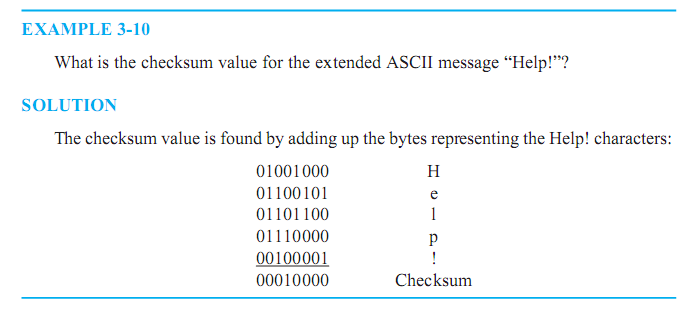 EXAMPLE 3-10
What is the checksum value for the extended ASCII message “Help!”?
SOLUTION
The checksum value is found by adding up the bytes representing the Help! characters:
01001000 H
01100101 e
01101100 l
01110000 p
00100001 !
00010000 Checksum